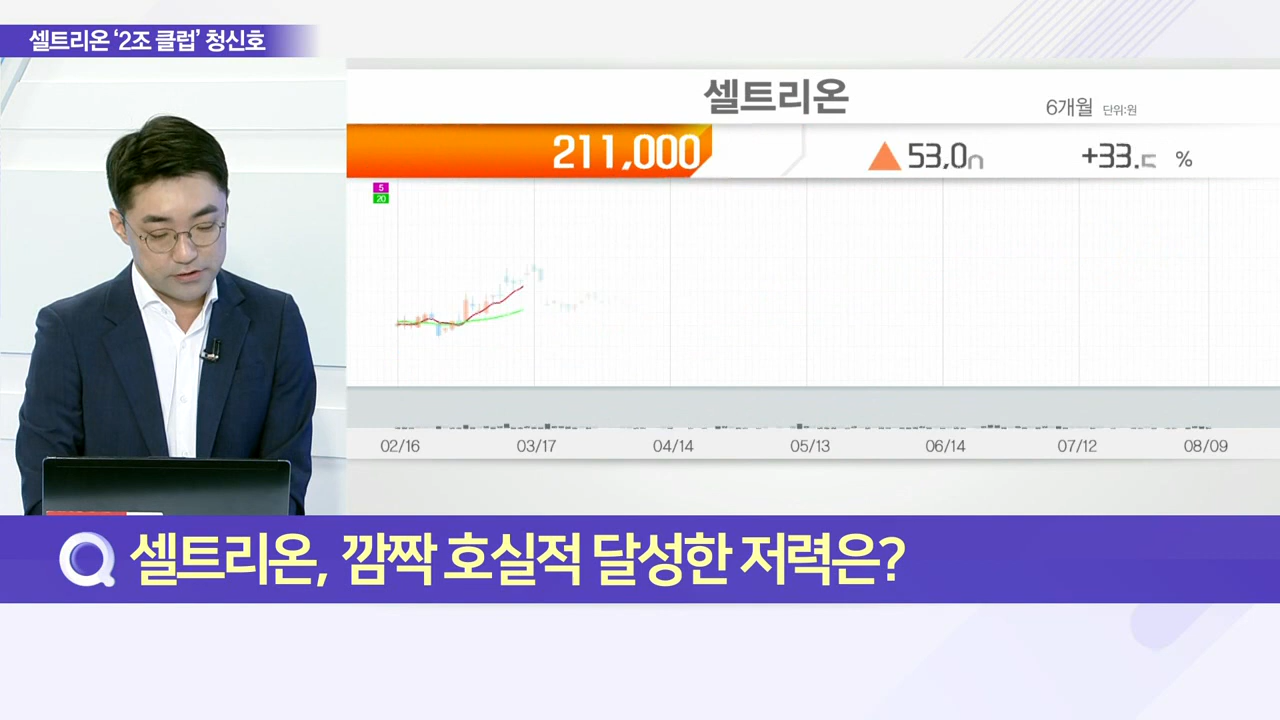 셀트리온 ‘2조 클럽’ 청신호
셀트리온
6개월 단위:원
211,000
▲ 53,0
+33. %
5
20
02/16 03/17 04/14 05/13 06/14 07/12 08/09
Q 셀트리온, 깜짝 호실적 달성한 저력은?